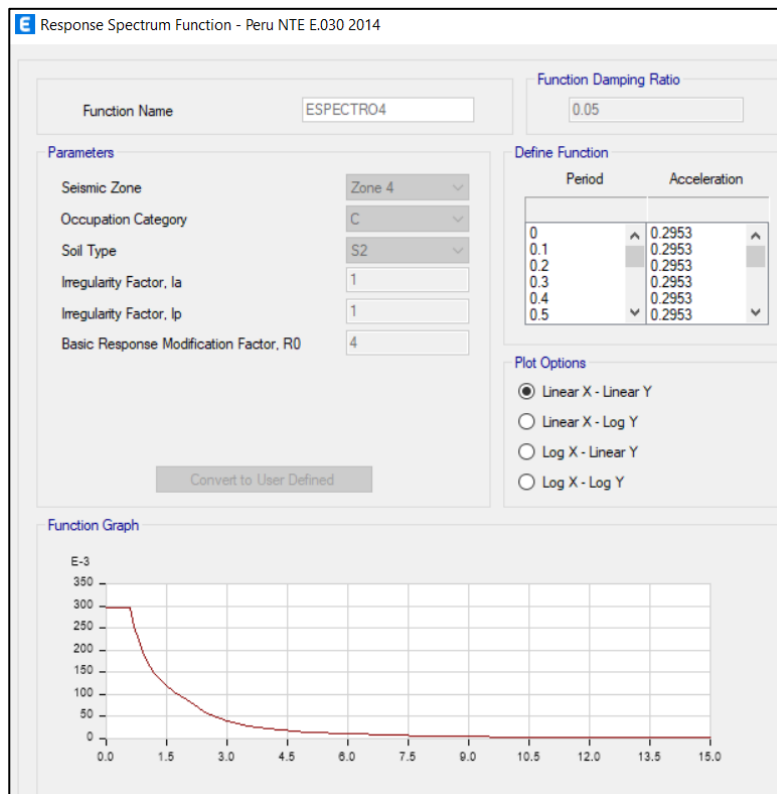 E Response Spectrum Function - Peru NTE E.030 2014
Function Name ESPECTRO4
Function Damping Ratio
0.05
Parameters
Seismic Zone Zone 4
Occupation Category C
Soil Type S2
Irregularity Factor, Ia 1
Irregularity Factor, Ip 1
Basic Response Modification Factor, R0 4
Convert to User Defined
Define Function
Period Acceleration
0 0.2953
0.1 0.2953
0.2 0.2953
0.3 0.2953
0.4 0.2953
0.5 0.2953
Plot Options
Linear X - Linear Y
Linear X - Log Y
Log X - Linear Y
Log X - Log Y
Function Graph
E-3
350
300
250
200
150
100
50
0
0.0 1.5 3.0 4.5 6.0 7.5 9.0 10.5 12.0 13.5 15.0